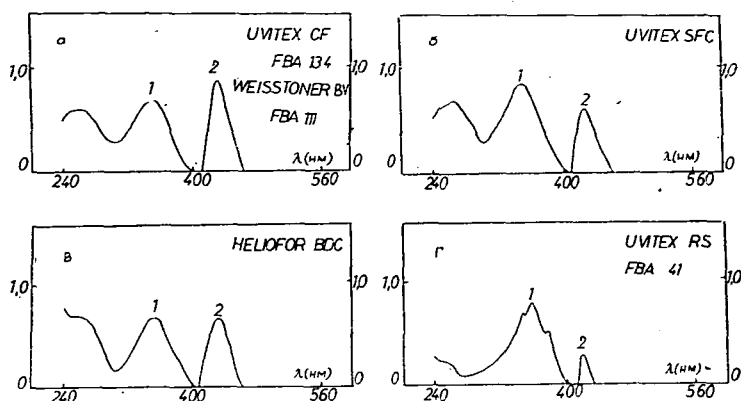 а
UVITEX CF
FBA 134
WEISSTONER BV
FBA 111
1,0
1,0
1
2
0
0
240
400
560
λ(нм)
б
UVITEX SFC
1,0
1,0
1
2
0
0
240
400
560
λ(нм)
в
HELIOFOR BDC
1,0
1,0
1
2
0
0
240
400
560
λ(нм)
г
UVITEX RS
FBA 41
1,0
1,0
1
2
0
0
240
400
560
λ(нм)